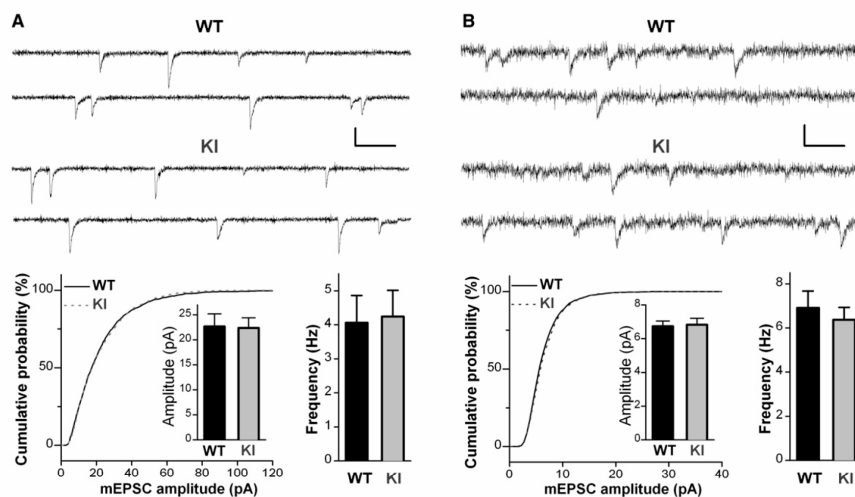 A
WT
KI
Cumulative probability (%)
100
50
0
WT
KI
Amplitude (pA)
25
20
15
10
5
0
WT KI
0 20 40 60 80 100 120
mEPSC amplitude (pA)
Frequency (Hz)
5
4
3
2
1
0
WT KI
B
WT
KI
Cumulative probability (%)
100
50
0
WT
KI
Amplitude (pA)
8
6
4
2
0
WT KI
0 10 20 30 40
mEPSC amplitude (pA)
Frequency (Hz)
8
6
4
2
0
WT KI